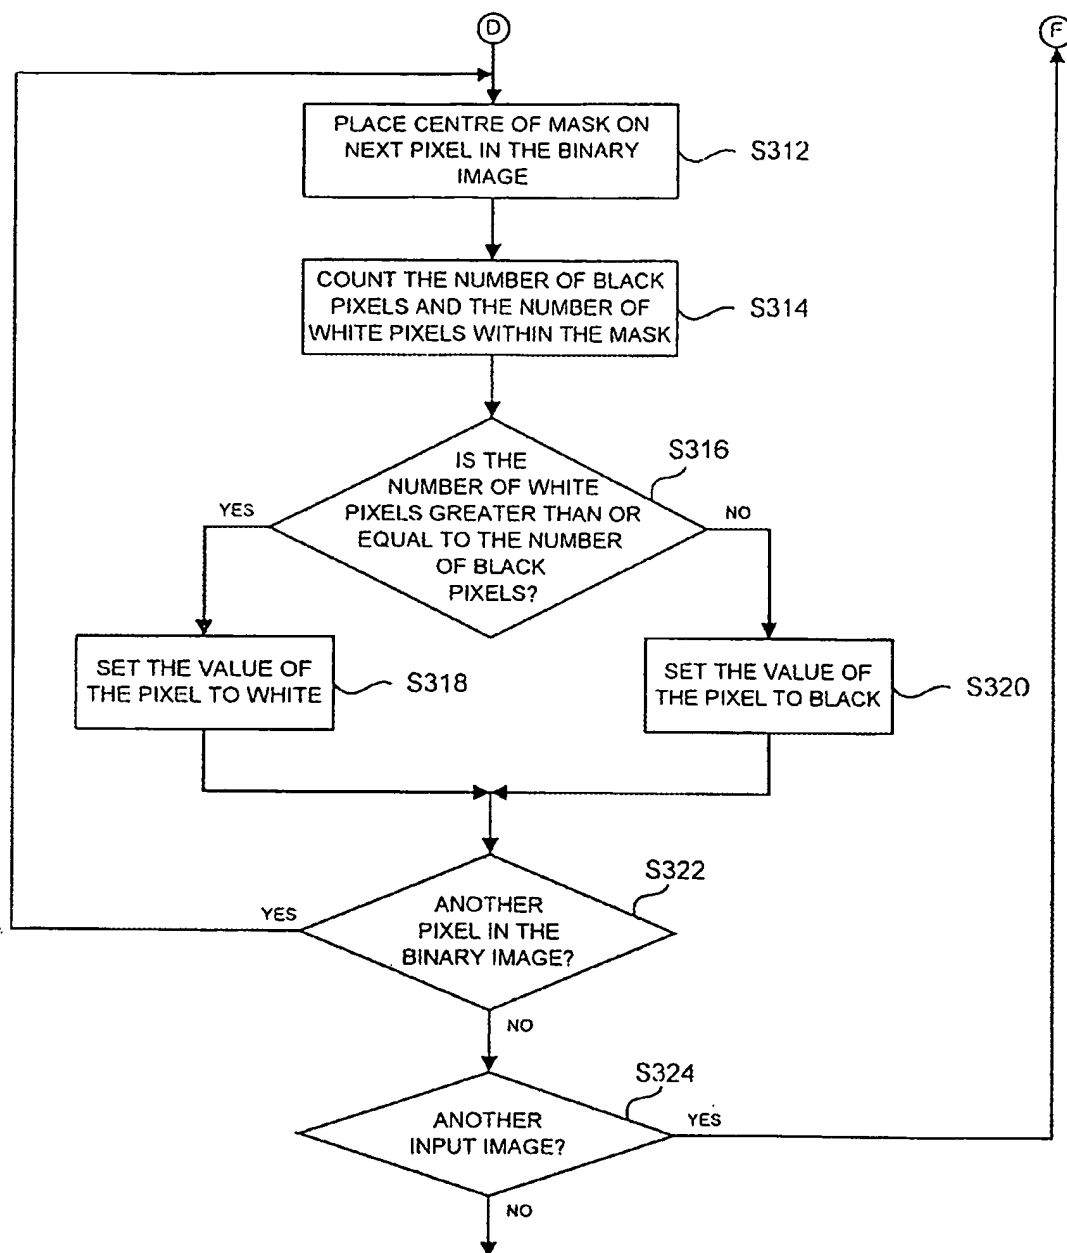 D
F
PLACE CENTRE OF MASK ON
NEXT PIXEL IN THE BINARY
IMAGE
S312
COUNT THE NUMBER OF BLACK
PIXELS AND THE NUMBER OF
WHITE PIXELS WITHIN THE MASK
S314
IS THE
NUMBER OF WHITE
PIXELS GREATER THAN OR
EQUAL TO THE NUMBER
OF BLACK
PIXELS?
S316
YES
NO
SET THE VALUE OF
THE PIXEL TO WHITE
S318
SET THE VALUE OF
THE PIXEL TO BLACK
S320
ANOTHER
PIXEL IN THE
BINARY IMAGE?
S322
YES
NO
ANOTHER
INPUT IMAGE?
S324
YES
NO